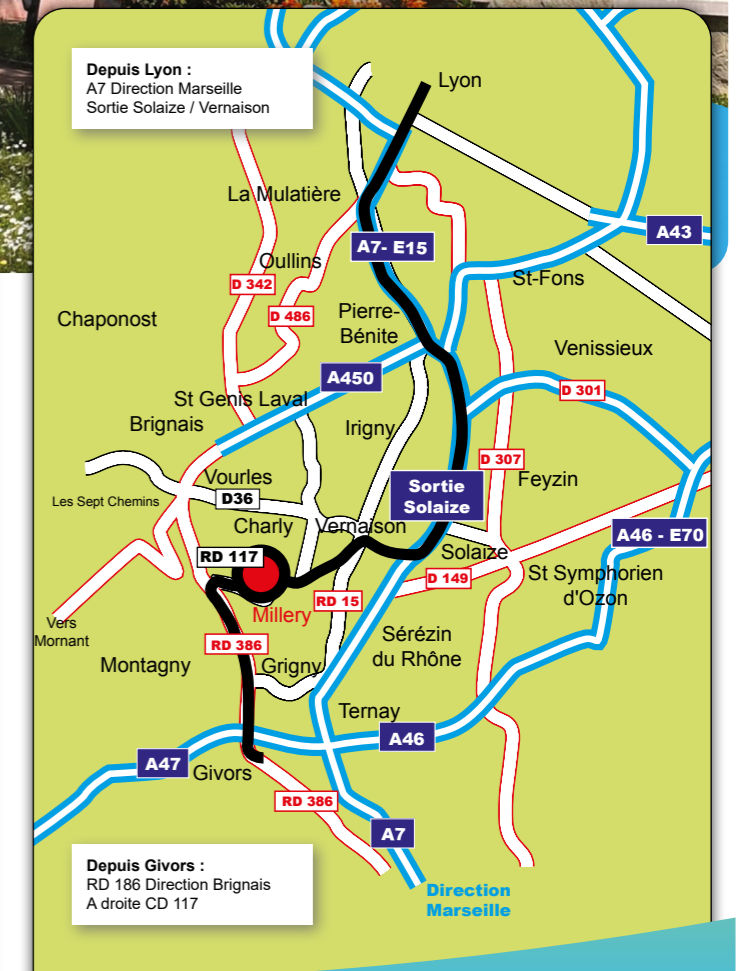 Depuis Lyon :
A7 Direction Marseille
Sortie Solaize / Vernaison
Lyon
La Mulatière
A7- E15
A43
Oullins
D 342
St-Fons
D 486
Chaponost
Pierre-
Bénite
Venissieux
A450
D 301
St Genis Laval
Brignais
Irigny
D 307
Vourles
Sortie
Solaize
Feyzin
Les Sept Chemins
D36
Charly
Vernaison
A46 - E70
RD 117
Solaize
D 149
St Symphorien
d'Ozon
RD 15
Millery
Vers
Mornant
RD 386
Sérézin
du Rhône
Montagny
Grigny
Ternay
A46
A47
Givors
RD 386
A7
Depuis Givors :
RD 186 Direction Brignais
A droite CD 117
Direction
Marseille